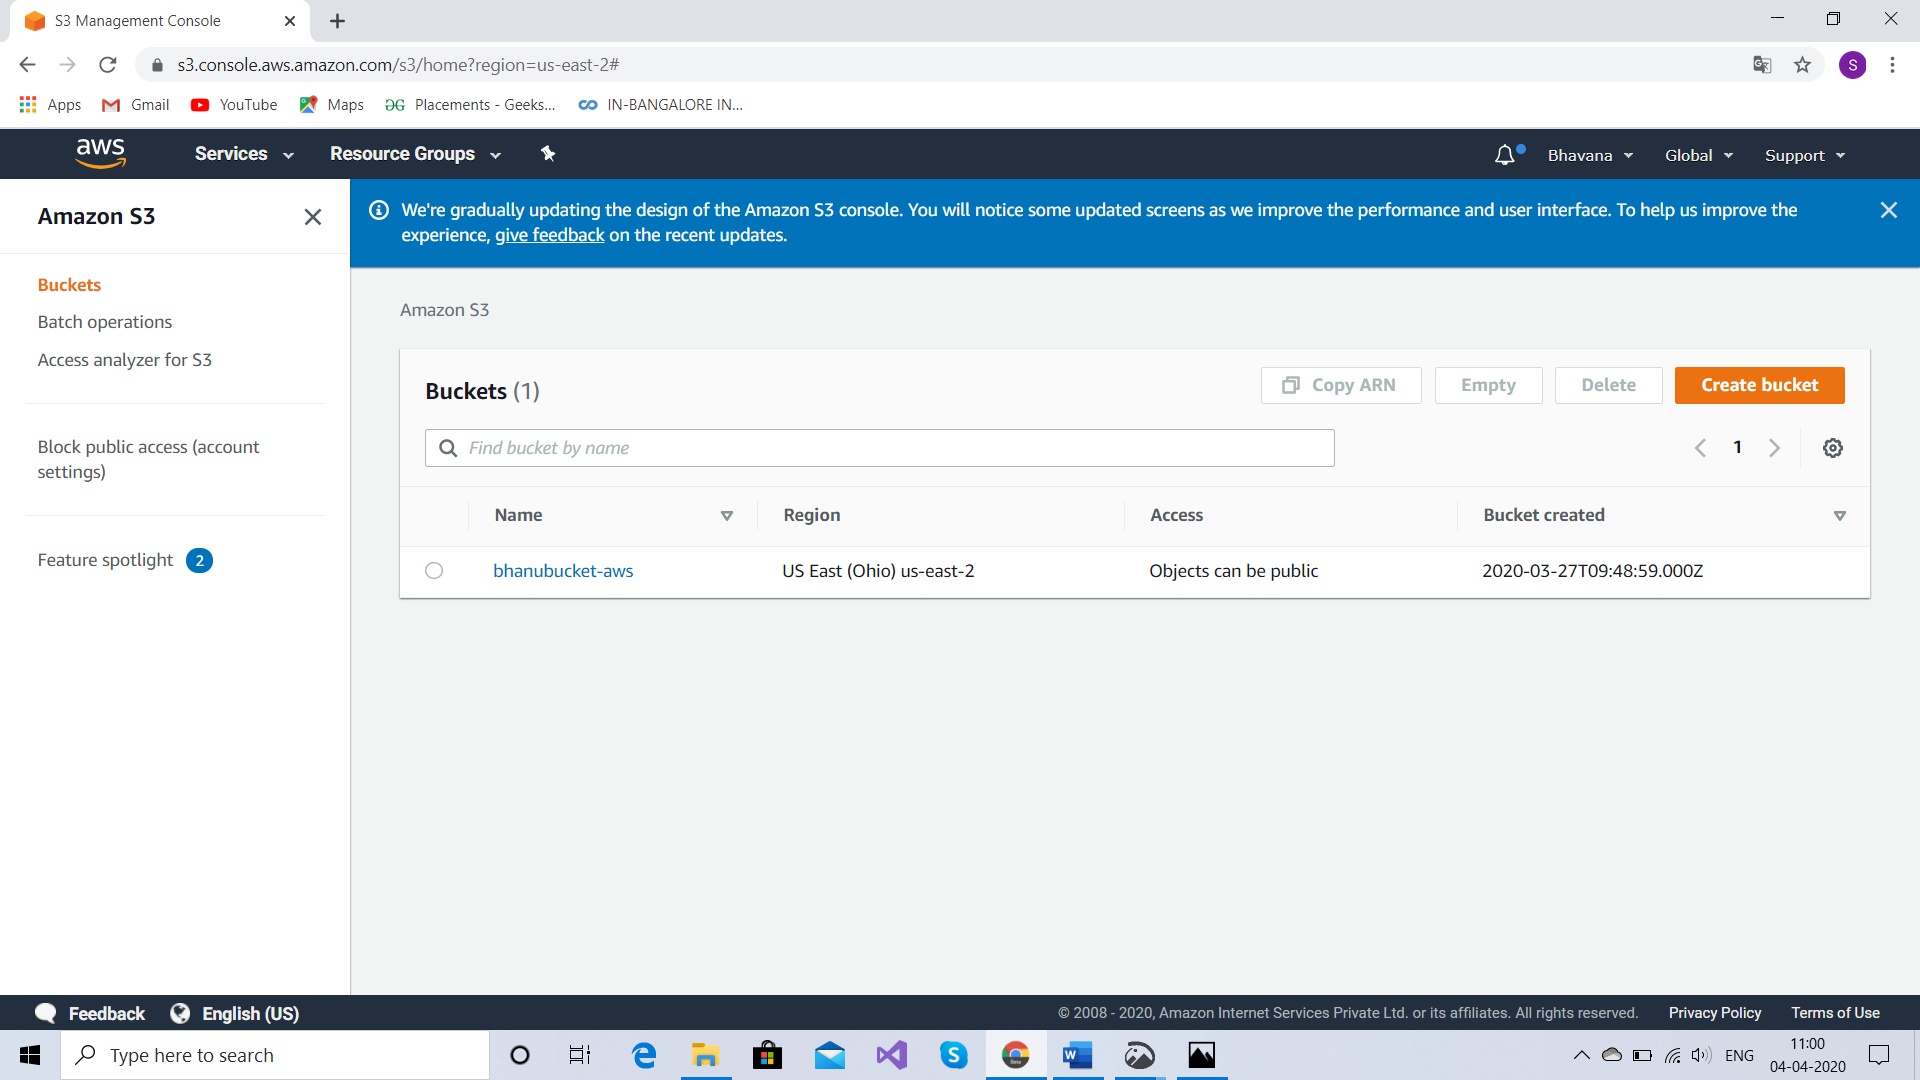 S3 Management Console
s3.console.aws.amazon.com/s3/home?region=us-east-2#
S
Apps Gmail YouTube Maps Placements - Geeks... IN-BANGALORE IN...
aws Services Resource Groups Bhavana Global Support
Amazon S3
We're gradually updating the design of the Amazon S3 console. You will notice some updated screens as we improve the performance and user interface. To help us improve the
experience, give feedback on the recent updates.
Buckets
Batch operations
Access analyzer for S3
Block public access (account
settings)
Feature spotlight 2
Amazon S3
Buckets (1) Copy ARN Empty Delete Create bucket
Find bucket by name 1
Name Region Access Bucket created
bhanubucket-aws US East (Ohio) us-east-2 Objects can be public 2020-03-27T09:48:59.000Z
Feedback English (US) © 2008 - 2020, Amazon Internet Services Private Ltd. or its affiliates. All rights reserved. Privacy Policy Terms of Use
Type here to search ENG 11:00
04-04-2020